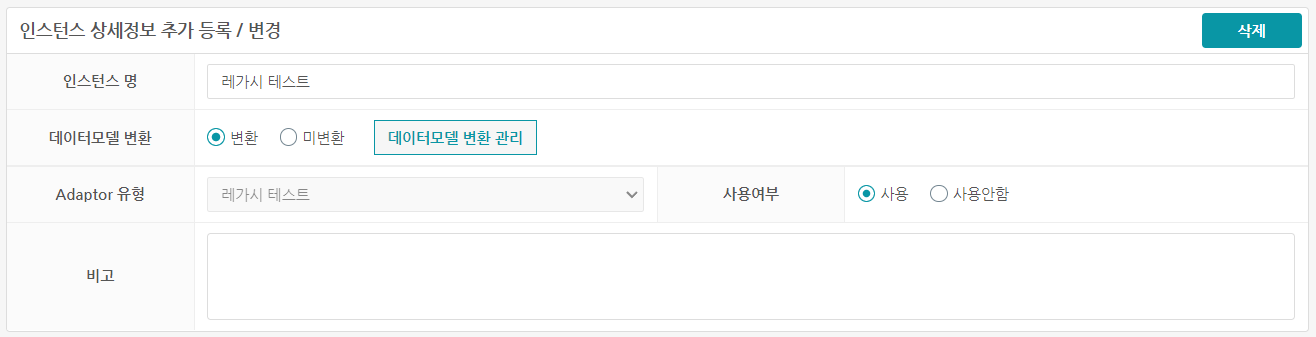 인스턴스 상세정보 추가 등록 / 변경
삭제
인스턴스 명
레가시 테스트
데이터모델 변환
변환
미변환
데이터모델 변환 관리
Adaptor 유형
레가시 테스트
사용여부
사용
사용안함
비고